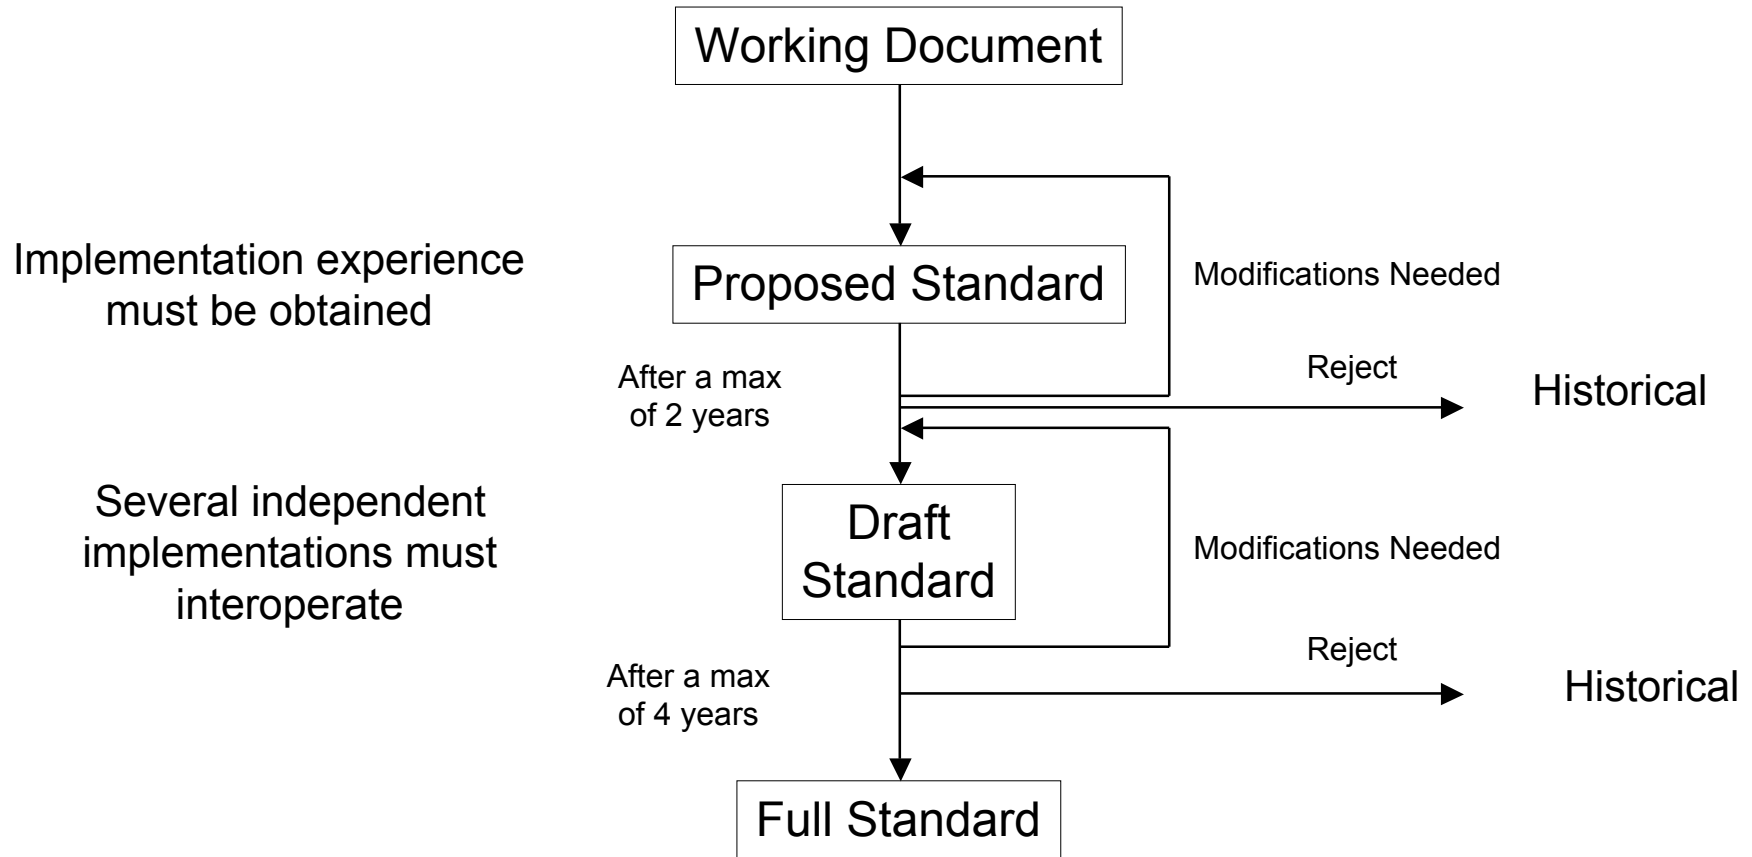 Working Document
Implementation experience
must be obtained
Proposed Standard
Modifications Needed
After a max
of 2 years
Reject
Historical
Several independent
implementations must
interoperate
Draft
Standard
Modifications Needed
After a max
of 4 years
Reject
Historical
Full Standard